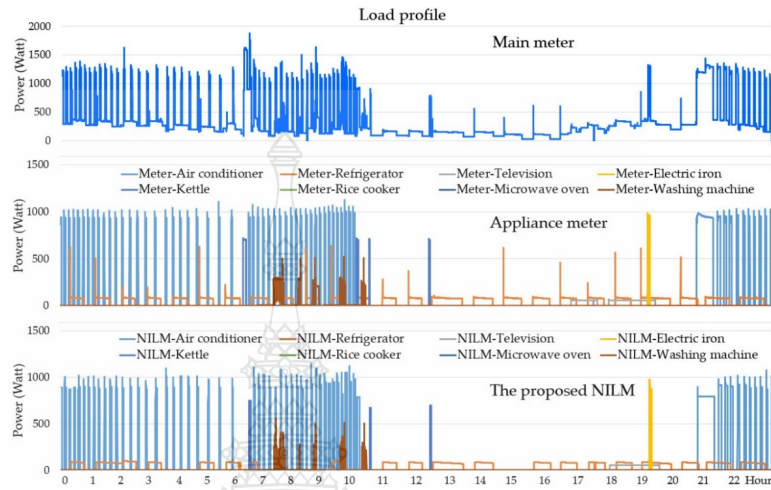 Load profile
Main meter
Power (Watt)
2000
1500
1000
500
0
Meter-Air conditioner Meter-Refrigerator Meter-Television Meter-Electric iron
Meter-Kettle Meter-Rice cooker Meter-Microwave oven Meter-Washing machine
Appliance meter
Power (Watt)
1500
1000
500
0
NILM-Air conditioner NILM-Refrigerator NILM-Television NILM-Electric iron
NILM-Kettle NILM-Rice cooker NILM-Microwave oven NILM-Washing machine
The proposed NILM
Power (Watt)
1500
1000
500
0
0 1 2 3 4 5 6 7 8 9 10 11 12 13 14 15 16 17 18 19 20 21 22 Hour